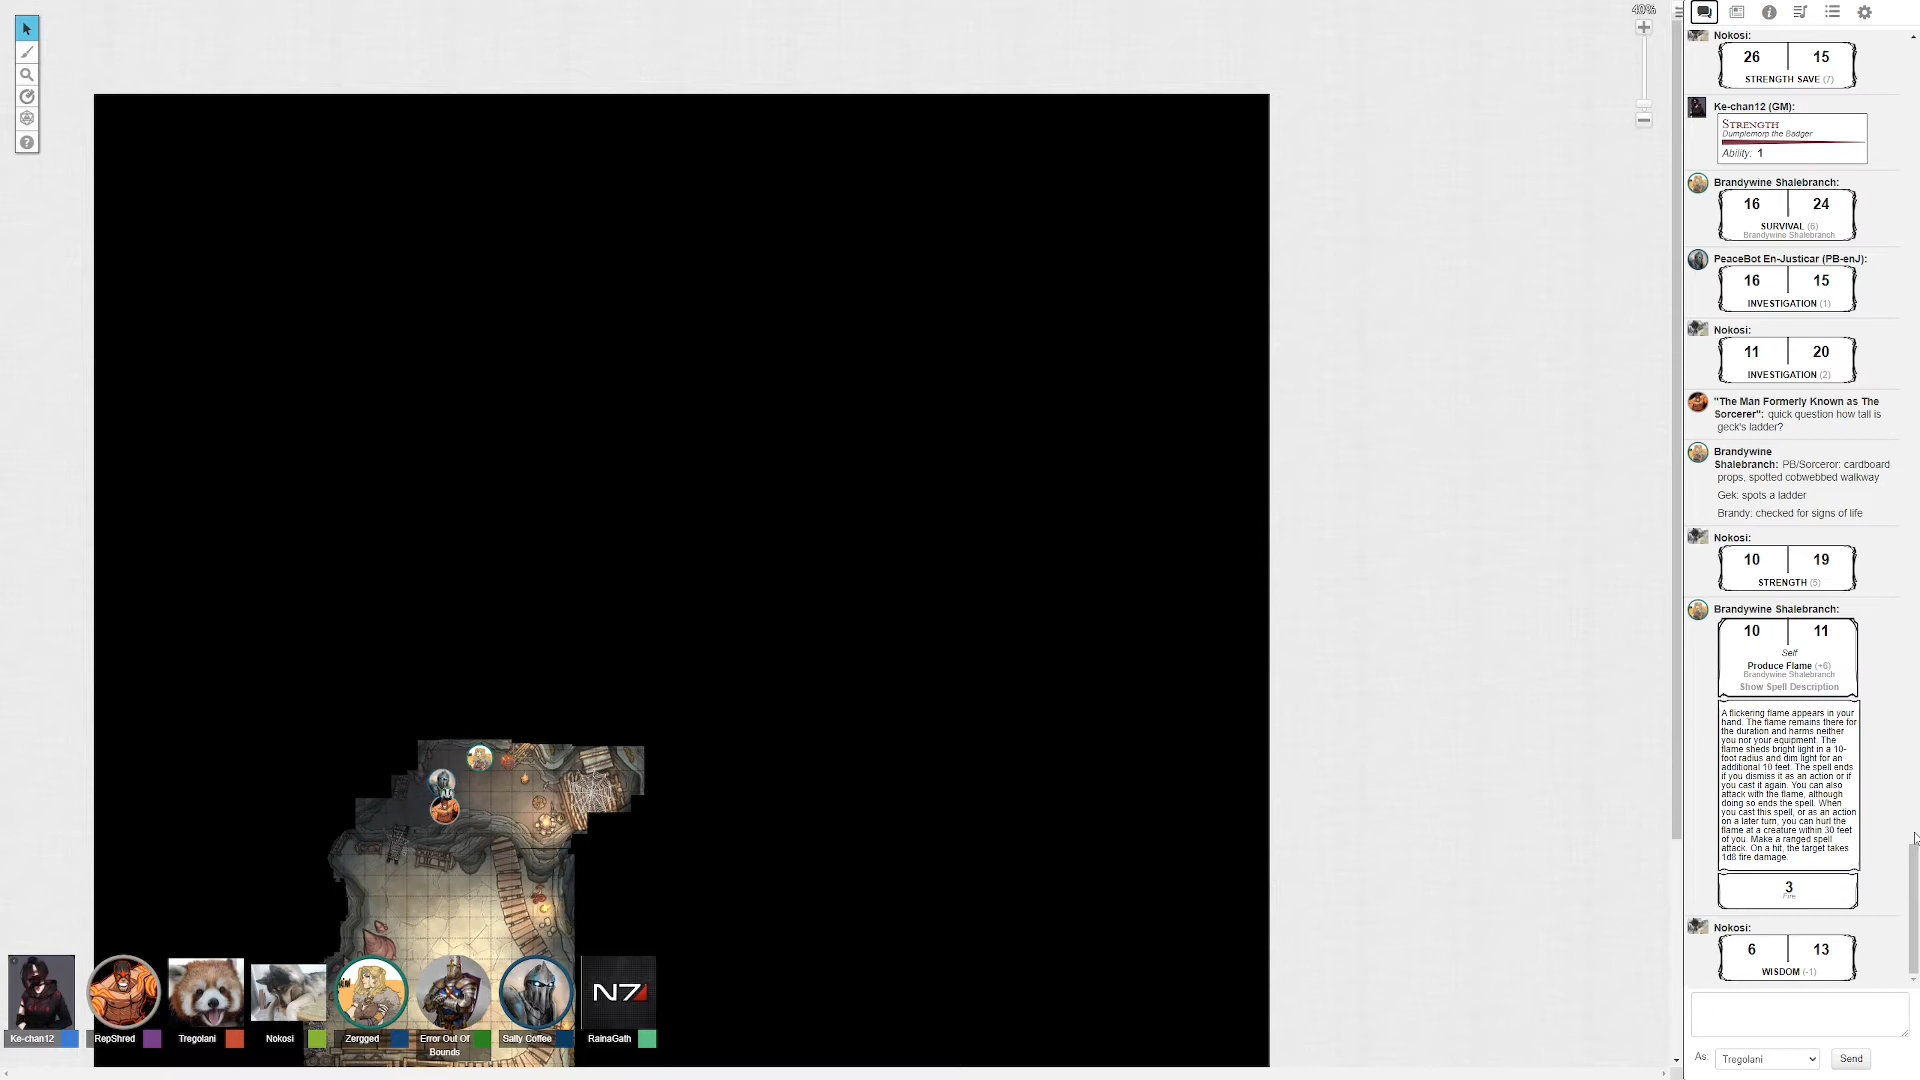 40%
Nokosi:
26 15
STRENGTH SAVE (7)
Ke-chan12 (GM):
STRENGTH
Dumplemorp the Badger
Ability: 1
Brandywine Shalebranch:
16 24
SURVIVAL (6)
Brandywine Shalebranch
PeaceBot En-Justicar (PB-enJ):
16 15
INVESTIGATION (1)
Nokosi:
11 20
INVESTIGATION (2)
"The Man Formerly Known as The
Sorcerer": quick question how tall is
geck's ladder?
Brandywine
Shalebranch: PB/Sorceror: cardboard
props, spotted cobwebbed walkway
Gek: spots a ladder
Brandy: checked for signs of life
Nokosi:
10 19
STRENGTH (5)
Brandywine Shalebranch:
10 11
Self
Produce Flame (+6)
Brandywine Shalebranch
Show Spell Description
A flickering flame appears in your
hand. The flame remains there for
the duration and harms neither
you nor your equipment. The
flame sheds bright light in a 10-
foot radius and dim light for an
additional 10 feet. The spell ends
if you dismiss it as an action or if
you cast it again. You can also
attack with the flame, although
doing so ends the spell. When
you cast this spell, or as an action
on a later turn, you can hurl the
flame at a creature within 30 feet
of you. Make a ranged spell
attack. On a hit, the target takes
1d8 fire damage.
3
Fire
Nokosi:
6 13
WISDOM (-1)
As: Tregolani Send
N7
Ke-chan12 RepShred Tregolani Nokosi Zergged Error Out Of Salty Coffee RainaGath
Bounds